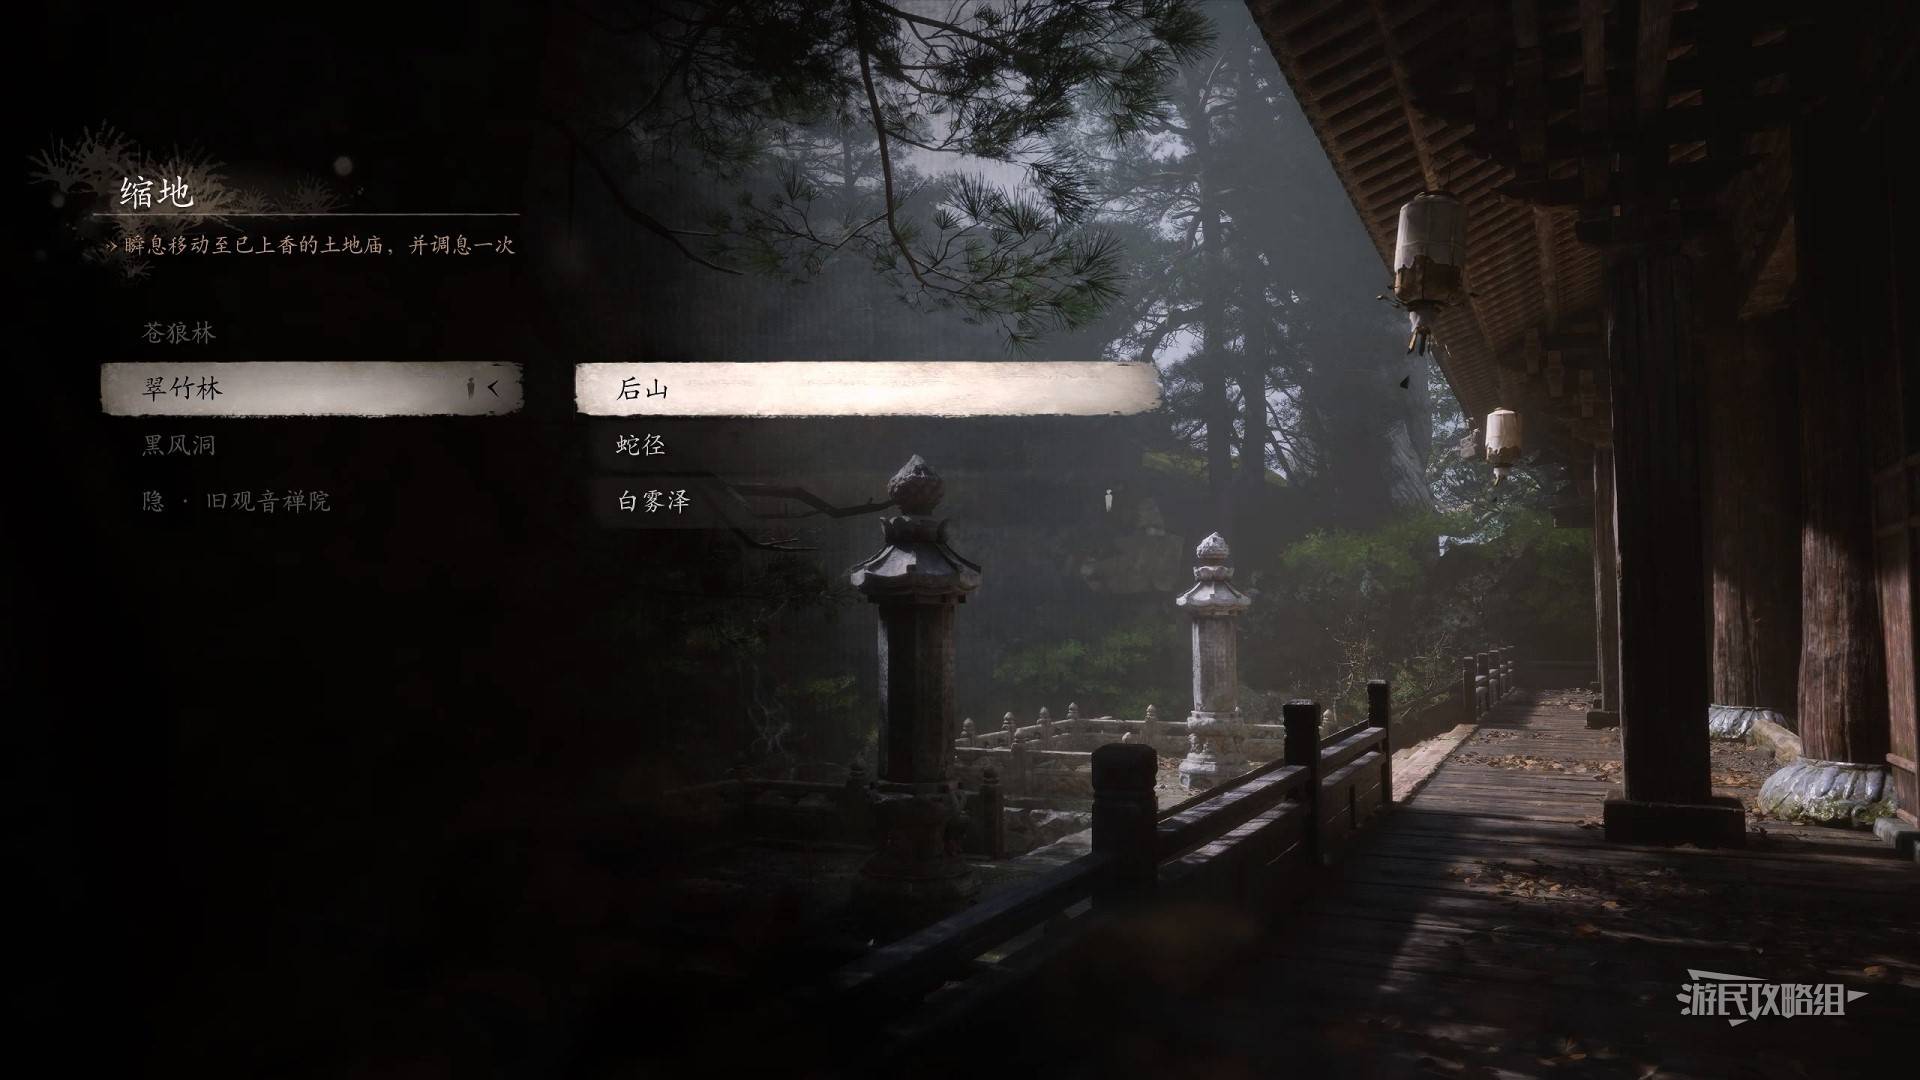 缩地
瞬息移动至已上香的土地庙，并调息一次
苍狼林
翠竹林
后山
黑风洞
蛇径
隐 · 旧观音禅院
白雾泽
游民攻略组